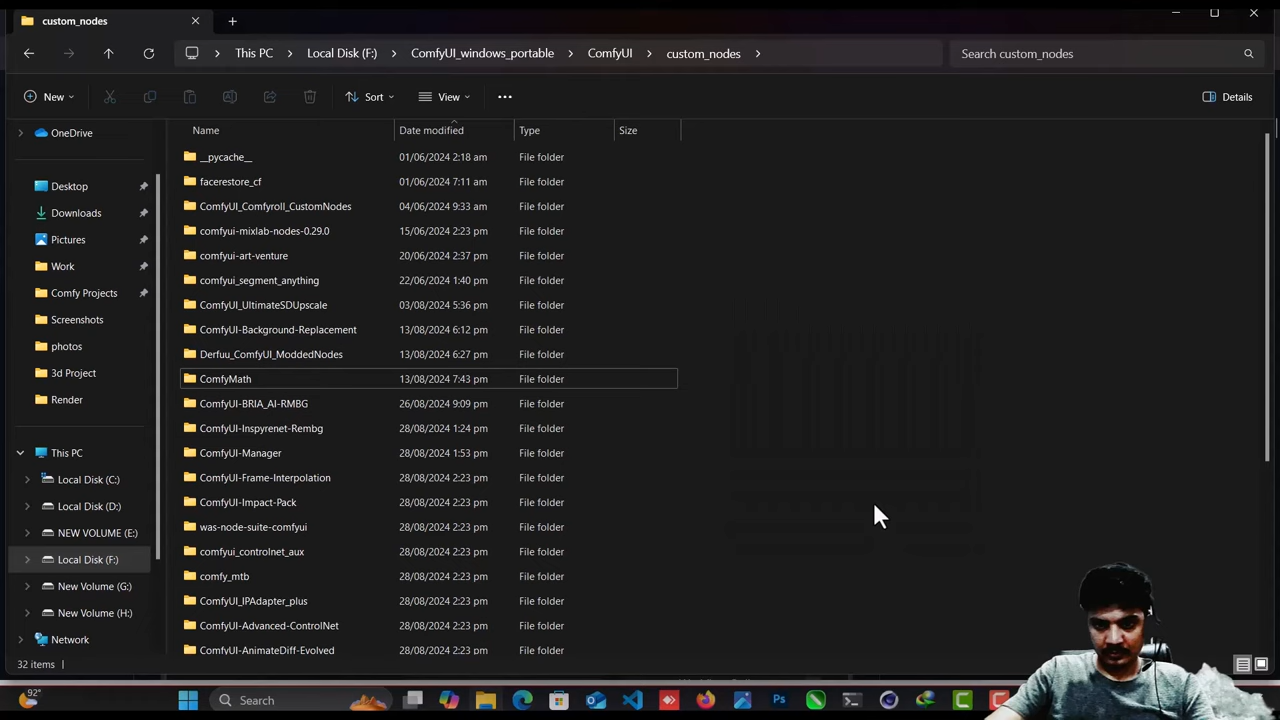 custom_nodes
This PC > Local Disk (F:) > ComfyUI_windows_portable > ComfyUI > custom_nodes >
Search custom_nodes
New
Sort
View
Details
OneDrive
Desktop
Downloads
Pictures
Work
Comfy Projects
Screenshots
photos
3d Project
Render
This PC
Local Disk (C:)
Local Disk (D:)
NEW VOLUME (E:)
Local Disk (F:)
New Volume (G:)
New Volume (H:)
Network
Name Date modified Type Size
__pycache__ 01/06/2024 2:18 am File folder
facerestore_cf 01/06/2024 7:11 am File folder
ComfyUI_Comfyroll_CustomNodes 04/06/2024 9:33 am File folder
comfyui-mixlab-nodes-0.29.0 15/06/2024 2:23 pm File folder
comfyui-art-venture 20/06/2024 2:37 pm File folder
comfyui_segment_anything 22/06/2024 1:40 pm File folder
ComfyUI_UltimateSDUpscale 03/08/2024 5:36 pm File folder
ComfyUI-Background-Replacement 13/08/2024 6:12 pm File folder
Derfuu_ComfyUI_ModdedNodes 13/08/2024 6:27 pm File folder
ComfyMath 13/08/2024 7:43 pm File folder
ComfyUI-BRIA_AI-RMBG 26/08/2024 9:09 pm File folder
ComfyUI-Inspyrenet-Rembg 28/08/2024 1:24 pm File folder
ComfyUI-Manager 28/08/2024 1:53 pm File folder
ComfyUI-Frame-Interpolation 28/08/2024 2:23 pm File folder
ComfyUI-Impact-Pack 28/08/2024 2:23 pm File folder
was-node-suite-comfyui 28/08/2024 2:23 pm File folder
comfyui_controlnet_aux 28/08/2024 2:23 pm File folder
comfy_mtb 28/08/2024 2:23 pm File folder
ComfyUI_IPAdapter_plus 28/08/2024 2:23 pm File folder
ComfyUI-Advanced-ControlNet 28/08/2024 2:23 pm File folder
ComfyUI-AnimateDiff-Evolved 28/08/2024 2:23 pm File folder
32 items
92°
Search
Ps